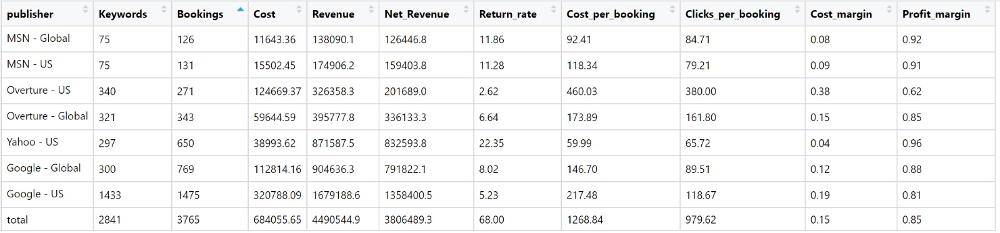 publisher Keywords Bookings Cost Revenue Net_Revenue Return_rate Cost_per_booking Clicks_per_booking Cost_margin Profit_margin
MSN - Global 75 126 11643.36 138090.1 126446.8 11.86 92.41 84.71 0.08 0.92
MSN - US 75 131 15502.45 174906.2 159403.8 11.28 118.34 79.21 0.09 0.91
Overture - US 340 271 124669.37 326358.3 201689.0 2.62 460.03 380.00 0.38 0.62
Overture - Global 321 343 59644.59 395777.8 336133.3 6.64 173.89 161.80 0.15 0.85
Yahoo - US 297 650 38993.62 871587.5 832593.8 22.35 59.99 65.72 0.04 0.96
Google - Global 300 769 112814.16 904636.3 791822.1 8.02 146.70 89.51 0.12 0.88
Google - US 1433 1475 320788.09 1679188.6 1358400.5 5.23 217.48 118.67 0.19 0.81
total 2841 3765 684055.65 4490544.9 3806489.3 68.00 1268.84 979.62 0.15 0.85